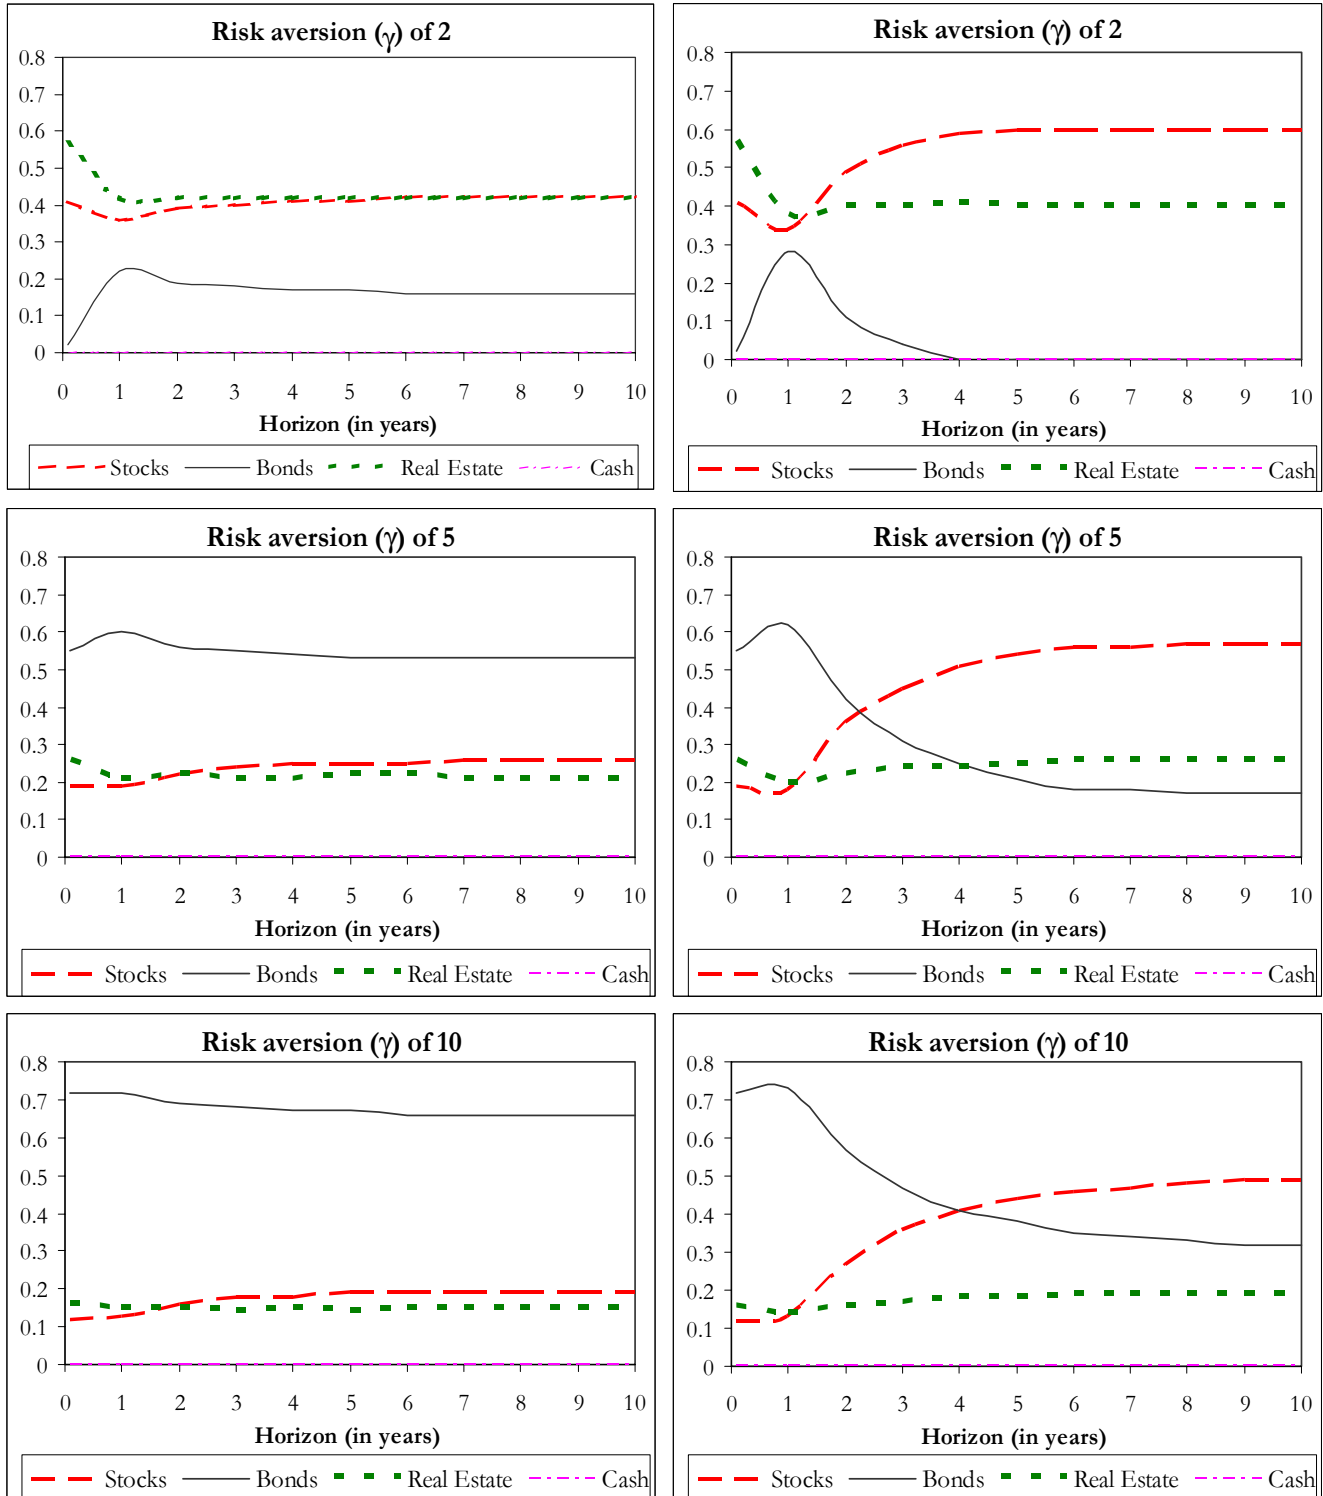 Risk aversion (γ) of 2
0.8
0.7
0.6
0.5
0.4
0.3
0.2
0.1
0
0 1 2 3 4 5 6 7 8 9 10
Horizon (in years)
Stocks Bonds Real Estate Cash
Risk aversion (γ) of 2
0.8
0.7
0.6
0.5
0.4
0.3
0.2
0.1
0
0 1 2 3 4 5 6 7 8 9 10
Horizon (in years)
Stocks Bonds Real Estate Cash
Risk aversion (γ) of 5
0.8
0.7
0.6
0.5
0.4
0.3
0.2
0.1
0
0 1 2 3 4 5 6 7 8 9 10
Horizon (in years)
Stocks Bonds Real Estate Cash
Risk aversion (γ) of 5
0.8
0.7
0.6
0.5
0.4
0.3
0.2
0.1
0
0 1 2 3 4 5 6 7 8 9 10
Horizon (in years)
Stocks Bonds Real Estate Cash
Risk aversion (γ) of 10
0.8
0.7
0.6
0.5
0.4
0.3
0.2
0.1
0
0 1 2 3 4 5 6 7 8 9 10
Horizon (in years)
Stocks Bonds Real Estate Cash
Risk aversion (γ) of 10
0.8
0.7
0.6
0.5
0.4
0.3
0.2
0.1
0
0 1 2 3 4 5 6 7 8 9 10
Horizon (in years)
Stocks Bonds Real Estate Cash